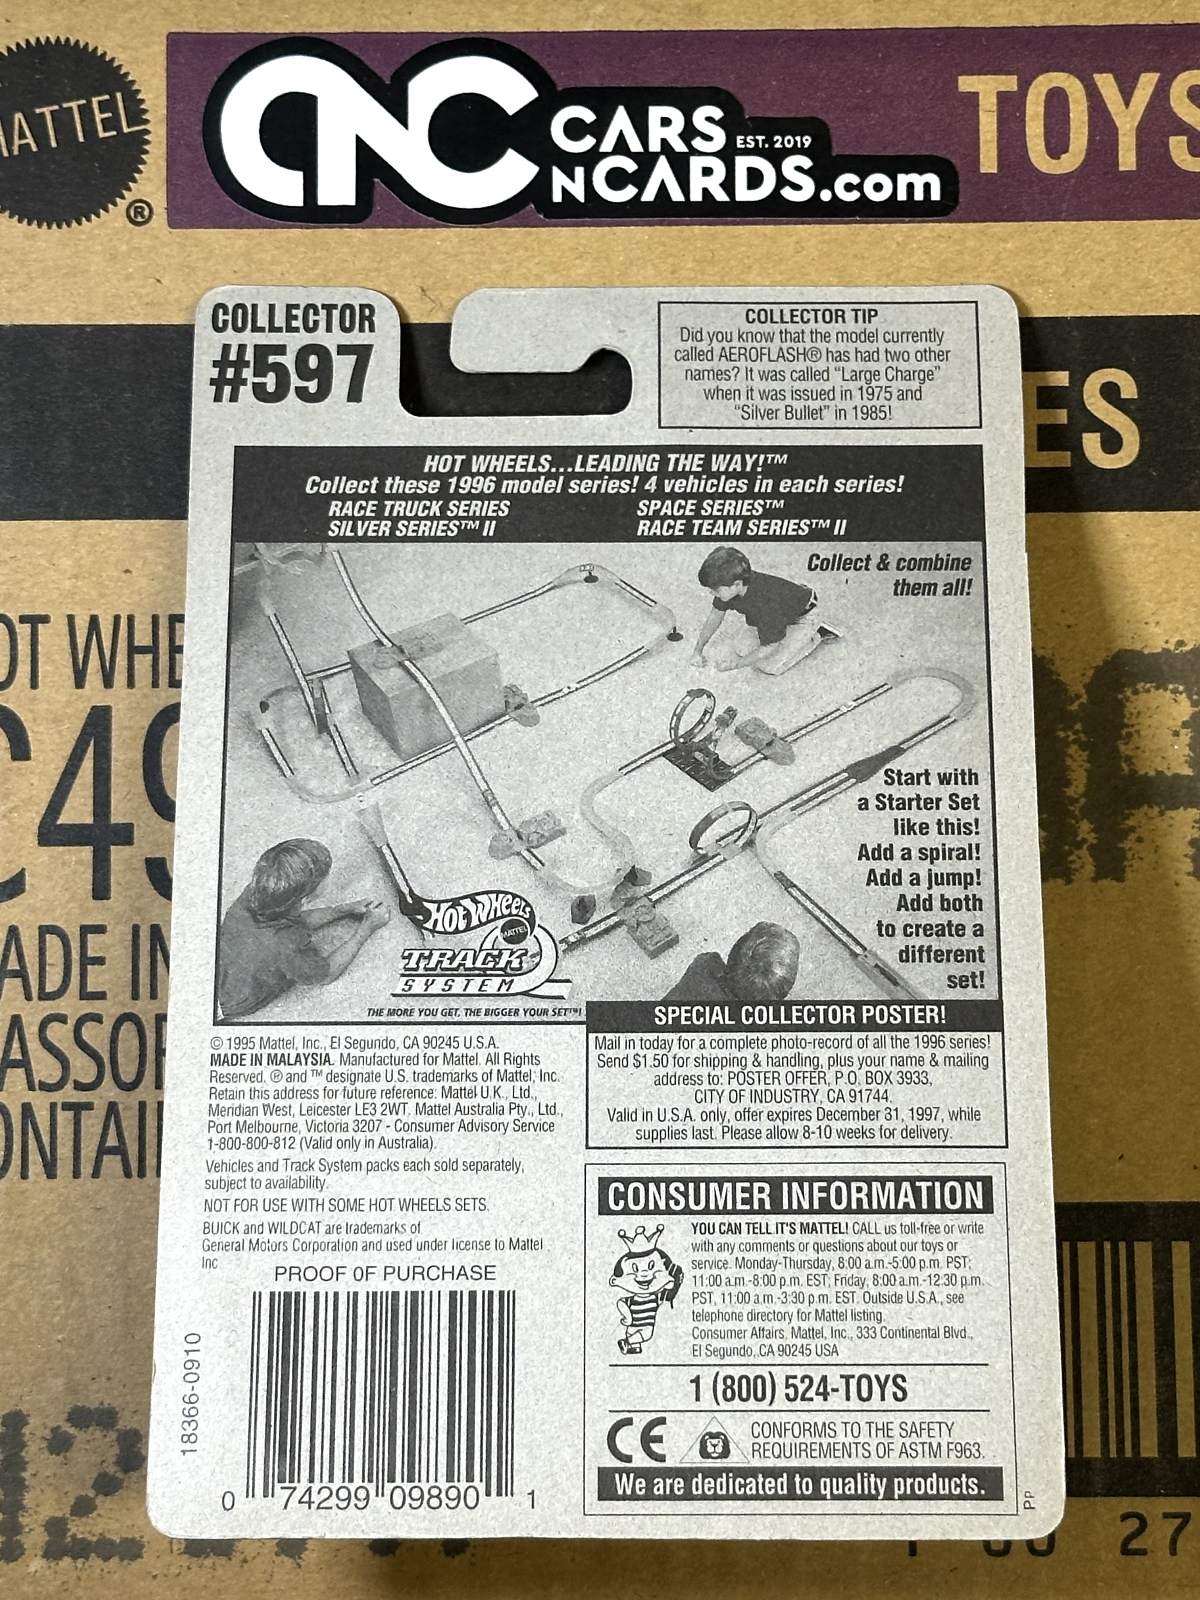 MATTEL
®
CNC
CARS
EST. 2019
NCARDS.com
TOYS
ES
OT WHE
C49
ADE IN
ASSOR
ONTAI
COLLECTOR
#597
COLLECTOR TIP
Did you know that the model currently
called AEROFLASH® has had two other
names? It was called "Large Charge"
when it was issued in 1975 and
"Silver Bullet" in 1985!
HOT WHEELS...LEADING THE WAY!™
Collect these 1996 model series! 4 vehicles in each series!
RACE TRUCK SERIES
SILVER SERIES™ II
SPACE SERIES™
RACE TEAM SERIES™ II
Collect & combine
them all!
Start with
a Starter Set
like this!
Add a spiral!
Add a jump!
Add both
to create a
different
set!
Hot Wheels
MATTEL
TRACK
SYSTEM
THE MORE YOU GET, THE BIGGER YOUR SET™!
© 1995 Mattel, Inc., El Segundo, CA 90245 U.S.A.
MADE IN MALAYSIA. Manufactured for Mattel. All Rights
Reserved. ® and ™ designate U.S. trademarks of Mattel, Inc.
Retain this address for future reference: Mattel U.K., Ltd.,
Meridian West, Leicester LE3 2WT. Mattel Australia Pty., Ltd.,
Port Melbourne, Victoria 3207 - Consumer Advisory Service
1-800-800-812 (Valid only in Australia).
Vehicles and Track System packs each sold separately,
subject to availability.
NOT FOR USE WITH SOME HOT WHEELS SETS.
BUICK and WILDCAT are trademarks of
General Motors Corporation and used under license to Mattel
Inc
PROOF OF PURCHASE
18366-0910
0 74299 09890 1
SPECIAL COLLECTOR POSTER!
Mail in today for a complete photo-record of all the 1996 series!
Send $1.50 for shipping & handling, plus your name & mailing
address to: POSTER OFFER, P.O. BOX 3933,
CITY OF INDUSTRY, CA 91744.
Valid in U.S.A. only, offer expires December 31, 1997, while
supplies last. Please allow 8-10 weeks for delivery.
CONSUMER INFORMATION
YOU CAN TELL IT'S MATTEL! CALL us toll-free or write
with any comments or questions about our toys or
service. Monday-Thursday, 8:00 a.m.-5:00 p.m. PST;
11:00 a.m.-8:00 p.m. EST; Friday, 8:00 a.m.-12:30 p.m.
PST, 11:00 a.m.-3:30 p.m. EST. Outside U.S.A., see
telephone directory for Mattel listing.
Consumer Affairs, Mattel, Inc., 333 Continental Blvd.,
El Segundo, CA 90245 USA
1 (800) 524-TOYS
CE
CONFORMS TO THE SAFETY
REQUIREMENTS OF ASTM F963.
We are dedicated to quality products.
PP
27